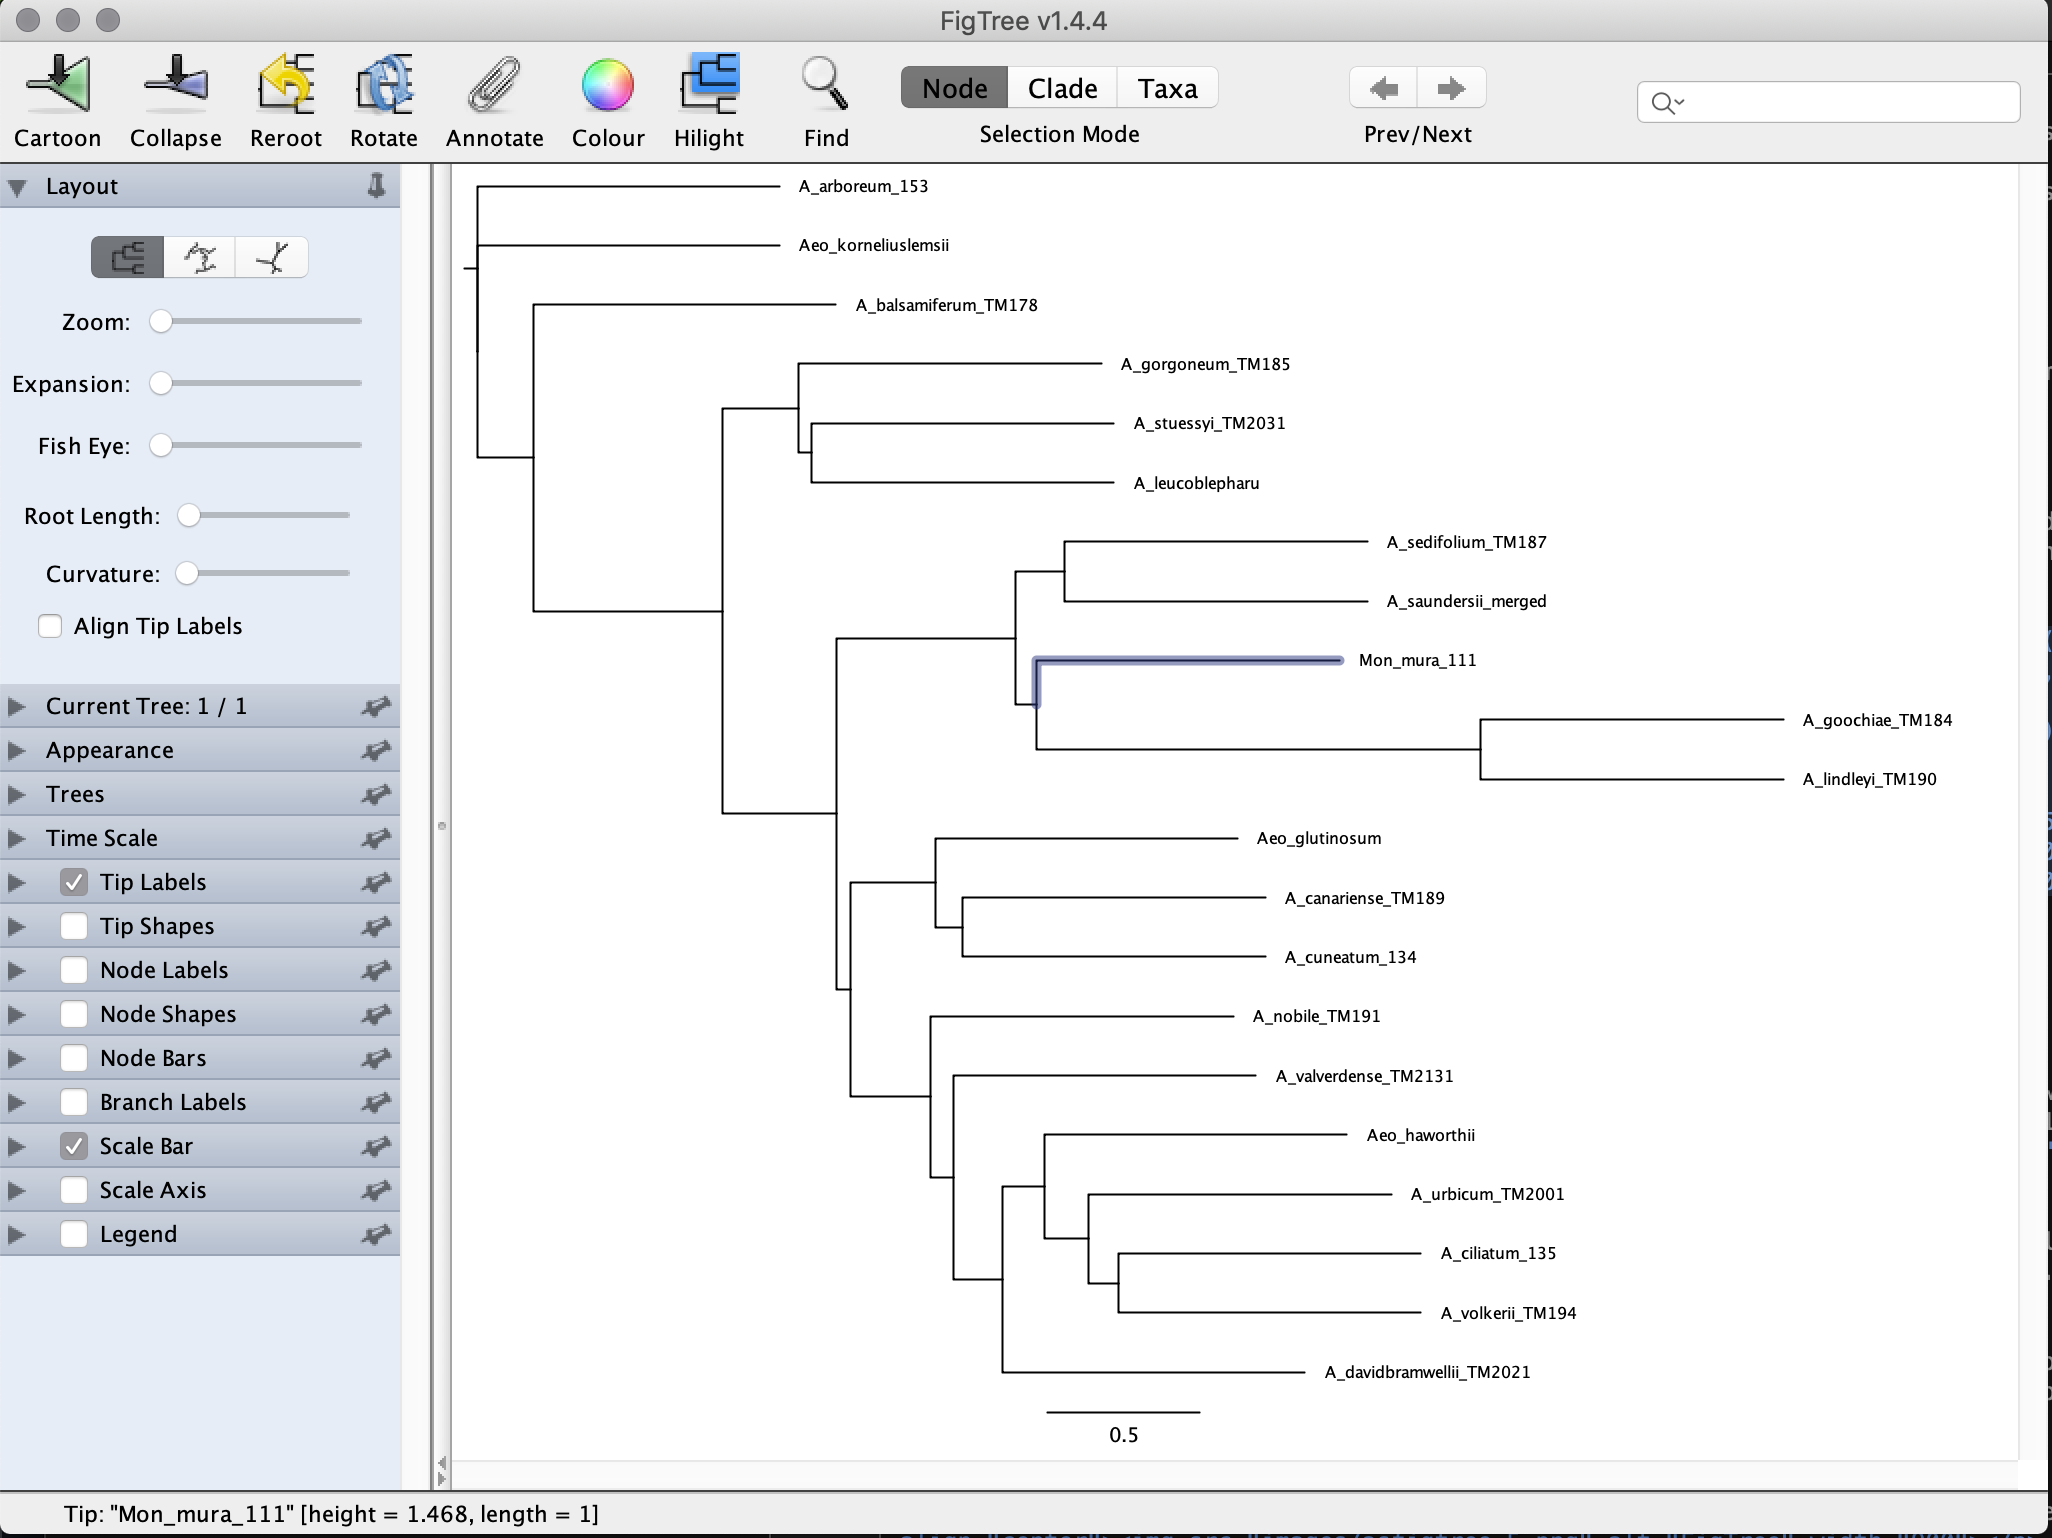 FigTree v1.4.4
Cartoon Collapse Reroot Rotate Annotate Colour Hilight Find
Node Clade Taxa
Selection Mode
Prev/Next
Layout
Zoom:
Expansion:
Fish Eye:
Root Length:
Curvature:
Align Tip Labels
Current Tree: 1 / 1
Appearance
Trees
Time Scale
Tip Labels
Tip Shapes
Node Labels
Node Shapes
Node Bars
Branch Labels
Scale Bar
Scale Axis
Legend
A_arboreum_153
Aeo_korneliuslemsii
A_balsamiferum_TM178
A_gorgoneum_TM185
A_stuessyi_TM2031
A_leucoblepharu
A_sedifolium_TM187
A_saundersii_merged
Mon_mura_111
A_goochiae_TM184
A_lindleyi_TM190
Aeo_glutinosum
A_canariense_TM189
A_cuneatum_134
A_nobile_TM191
A_valverdense_TM2131
Aeo_haworthii
A_urbicum_TM2001
A_ciliatum_135
A_volkerii_TM194
A_davidbramwellii_TM2021
0.5
Tip: "Mon_mura_111" [height = 1.468, length = 1]